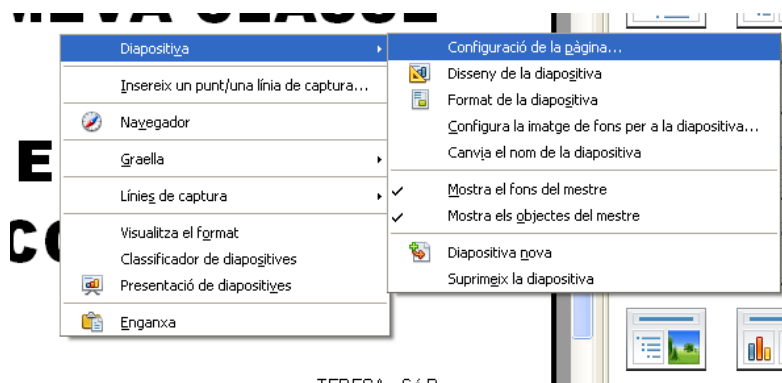 Diapositiva
Insereix un punt/una línia de captura...
Navegador
Graella
Línies de captura
Visualitza el format
Classificador de diapositives
Presentació de diapositives
Enganxa
Configuració de la pàgina...
Disseny de la diapositiva
Format de la diapositiva
Configura la imatge de fons per a la diapositiva...
Canvia el nom de la diapositiva
Mostra el fons del mestre
Mostra els objectes del mestre
Diapositiva nova
Suprimeix la diapositiva